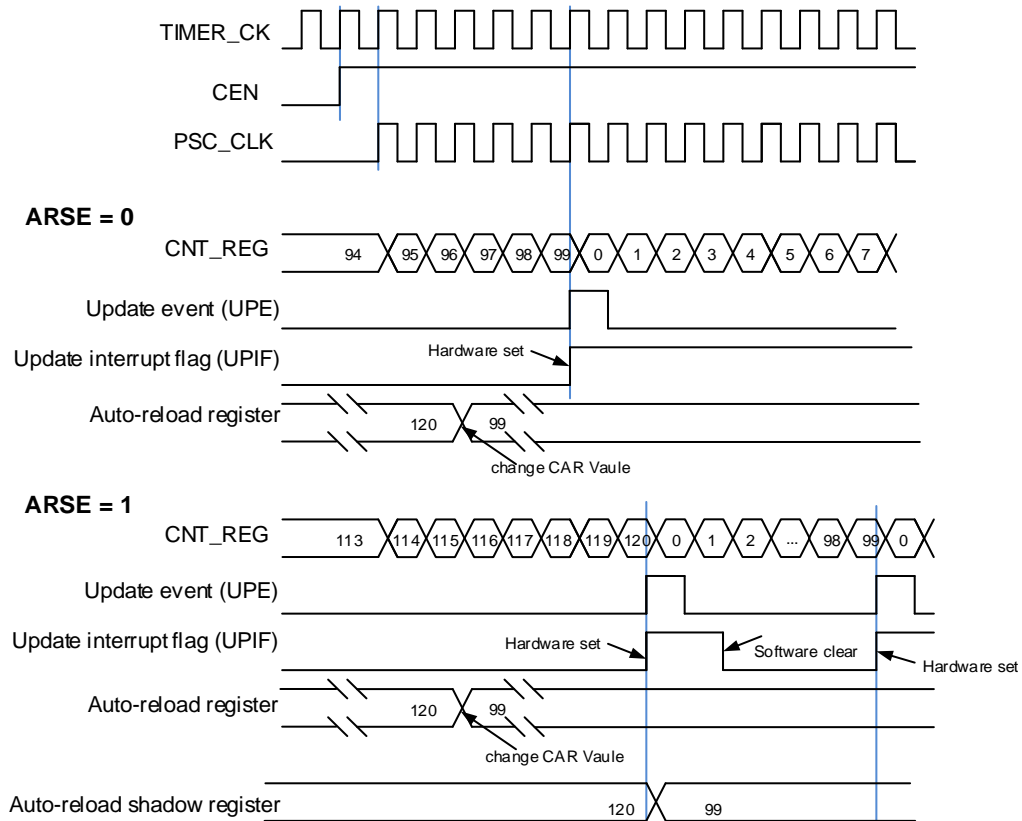 TIMER_CK
CEN
PSC_CLK
ARSE = 0
CNT_REG 94 95 96 97 98 99 0 1 2 3 4 5 6 7
Update event (UPE)
Update interrupt flag (UPIF) Hardware set
Auto-reload register 120 99
change CAR Vaule
ARSE = 1
CNT_REG 113 114 115 116 117 118 119 120 0 1 2 ... 98 99 0
Update event (UPE)
Update interrupt flag (UPIF) Hardware set Software clear Hardware set
Auto-reload register 120 99
change CAR Vaule
Auto-reload shadow register 120 99